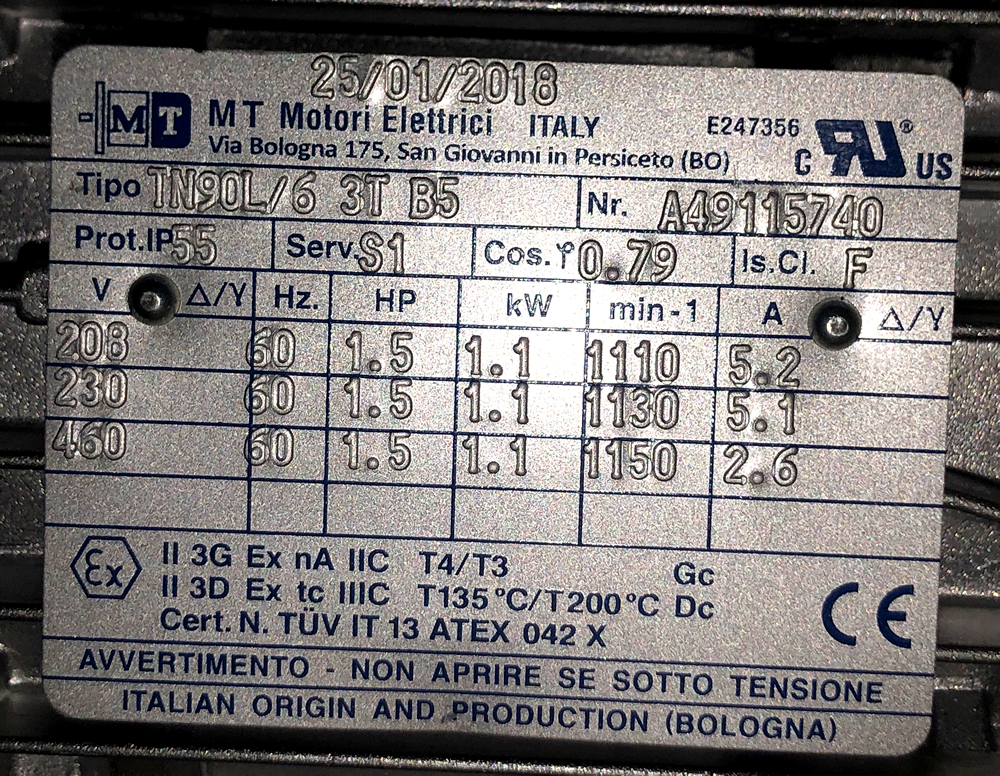 25/01/2018
MT MT Motori Elettrici ITALY E247356
Via Bologna 175, San Giovanni in Persiceto (BO) C RU ® US
Tipo TN90L/6 3T B5 Nr. A49115740
Prot.IP55 Serv.S1 Cos.φ 0.79 Is.Cl. F
V Δ/Y Hz. HP kW min-1 A Δ/Y
208 60 1.5 1.1 1110 5.2
230 60 1.5 1.1 1130 5.1
460 60 1.5 1.1 1150 2.6
Ex II 3G Ex nA IIC T4/T3 Gc
II 3D Ex tc IIIC T135°C/T200°C Dc
Cert. N. TÜV IT 13 ATEX 042 X CE
AVVERTIMENTO - NON APRIRE SE SOTTO TENSIONE
ITALIAN ORIGIN AND PRODUCTION (BOLOGNA)